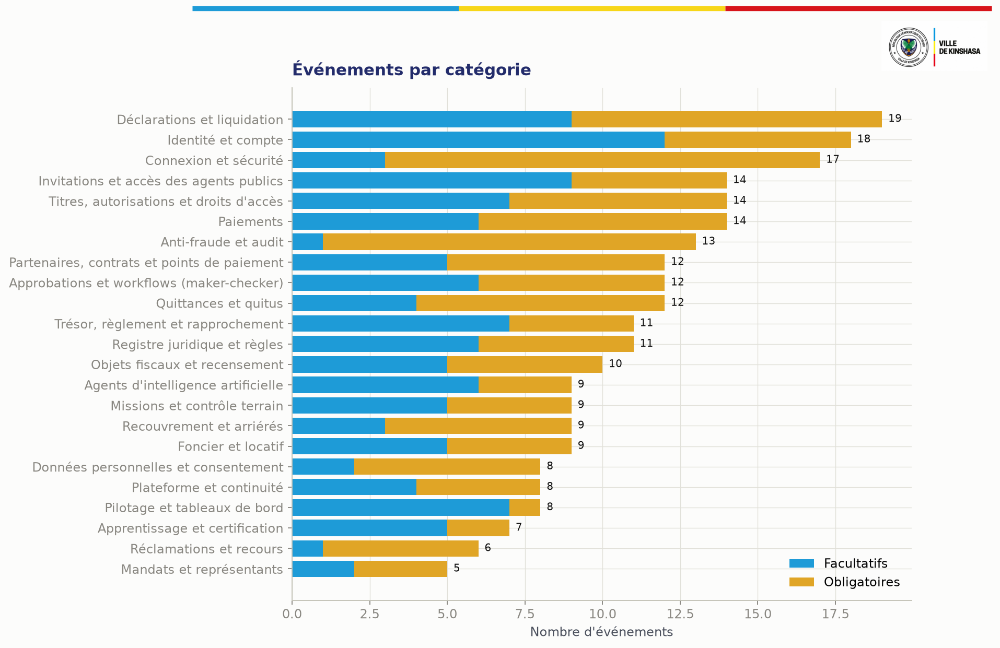 RÉPUBLIQUE DÉMOCRATIQUE DU CONGO
VILLE DE KINSHASA
VILLE
DE KINSHASA
Événements par catégorie
Déclarations et liquidation 19
Identité et compte 18
Connexion et sécurité 17
Invitations et accès des agents publics 14
Titres, autorisations et droits d'accès 14
Paiements 14
Anti-fraude et audit 13
Partenaires, contrats et points de paiement 12
Approbations et workflows (maker-checker) 12
Quittances et quitus 12
Trésor, règlement et rapprochement 11
Registre juridique et règles 11
Objets fiscaux et recensement 10
Agents d'intelligence artificielle 9
Missions et contrôle terrain 9
Recouvrement et arriérés 9
Foncier et locatif 9
Données personnelles et consentement 8
Plateforme et continuité 8
Pilotage et tableaux de bord 8
Apprentissage et certification 7
Réclamations et recours 6
Mandats et représentants 5
Facultatifs
Obligatoires
0.0 2.5 5.0 7.5 10.0 12.5 15.0 17.5
Nombre d'événements